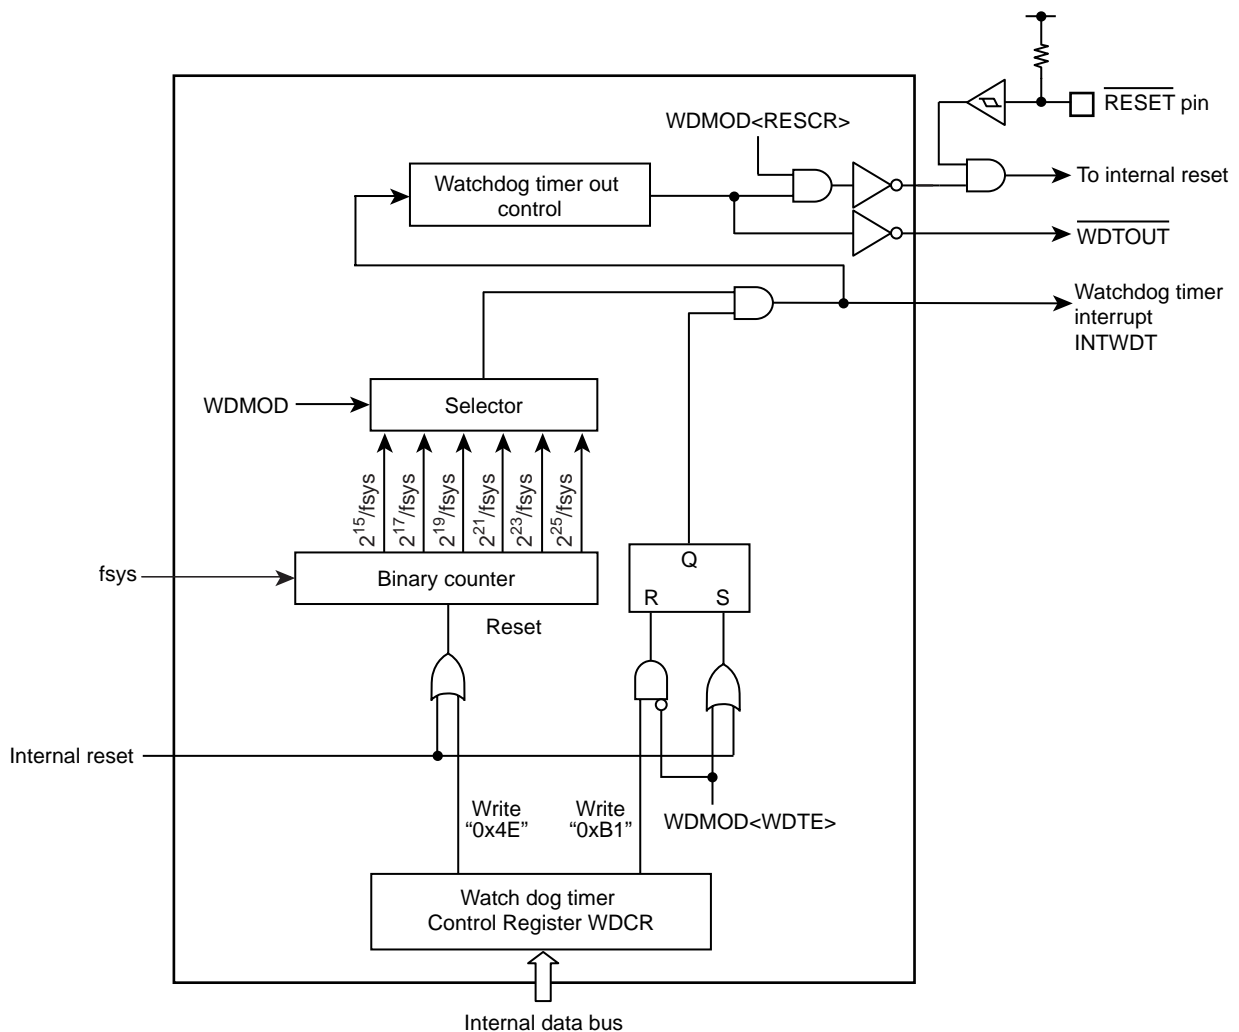 WDMOD<RESCR>
RESET pin
Watchdog timer out
control
To internal reset
WDTOUT
Watchdog timer
interrupt
INTWDT
WDMOD
Selector
2^15/fsys
2^17/fsys
2^19/fsys
2^21/fsys
2^23/fsys
2^25/fsys
fsys
Binary counter
Q
R
S
Reset
Internal reset
Write
“0x4E”
Write
“0xB1”
WDMOD<WDTE>
Watch dog timer
Control Register WDCR
Internal data bus